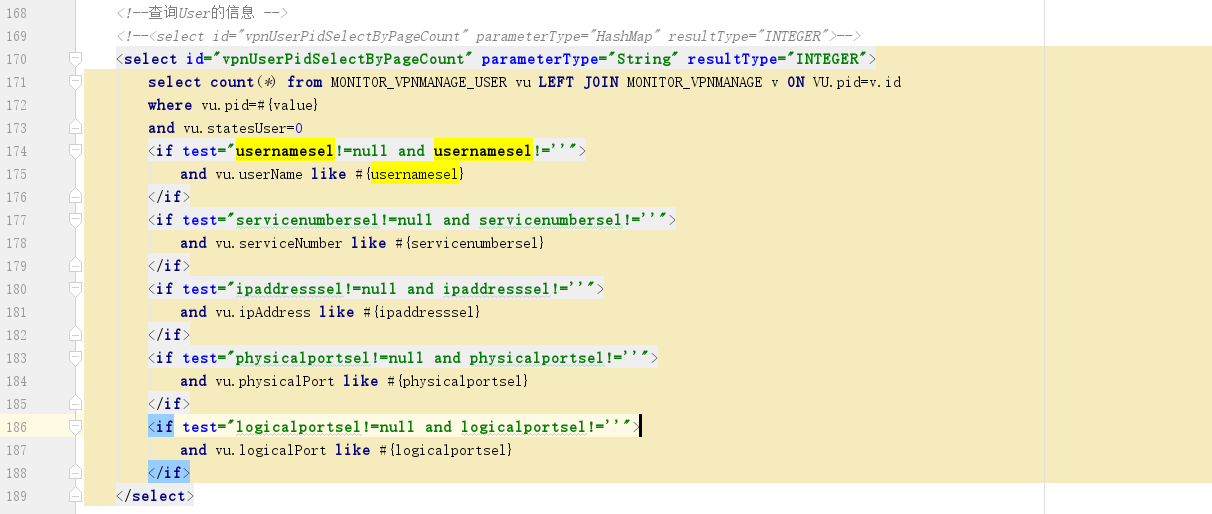 168 <!--查询User的信息 -->
169 <!--<select id="vpnUserPidSelectByPageCount" parameterType="HashMap" resultType="INTEGER">-->
170 <select id="vpnUserPidSelectByPageCount" parameterType="String" resultType="INTEGER">
171 select count(*) from MONITOR_VPNMANAGE_USER vu LEFT JOIN MONITOR_VPNMANAGE v ON VU.pid=v.id
172 where vu.pid=#{value}
173 and vu.statesUser=0
174 <if test="usernamesel!=null and usernamesel!=''">
175 and vu.userName like #{usernamesel}
176 </if>
177 <if test="servicenumbersel!=null and servicenumbersel!=''">
178 and vu.serviceNumber like #{servicenumbersel}
179 </if>
180 <if test="ipaddresssel!=null and ipaddresssel!=''">
181 and vu.ipAddress like #{ipaddresssel}
182 </if>
183 <if test="physicalportsel!=null and physicalportsel!=''">
184 and vu.physicalPort like #{physicalportsel}
185 </if>
186 <if test="logicalportsel!=null and logicalportsel!=''">
187 and vu.logicalPort like #{logicalportsel}
188 </if>
189 </select>